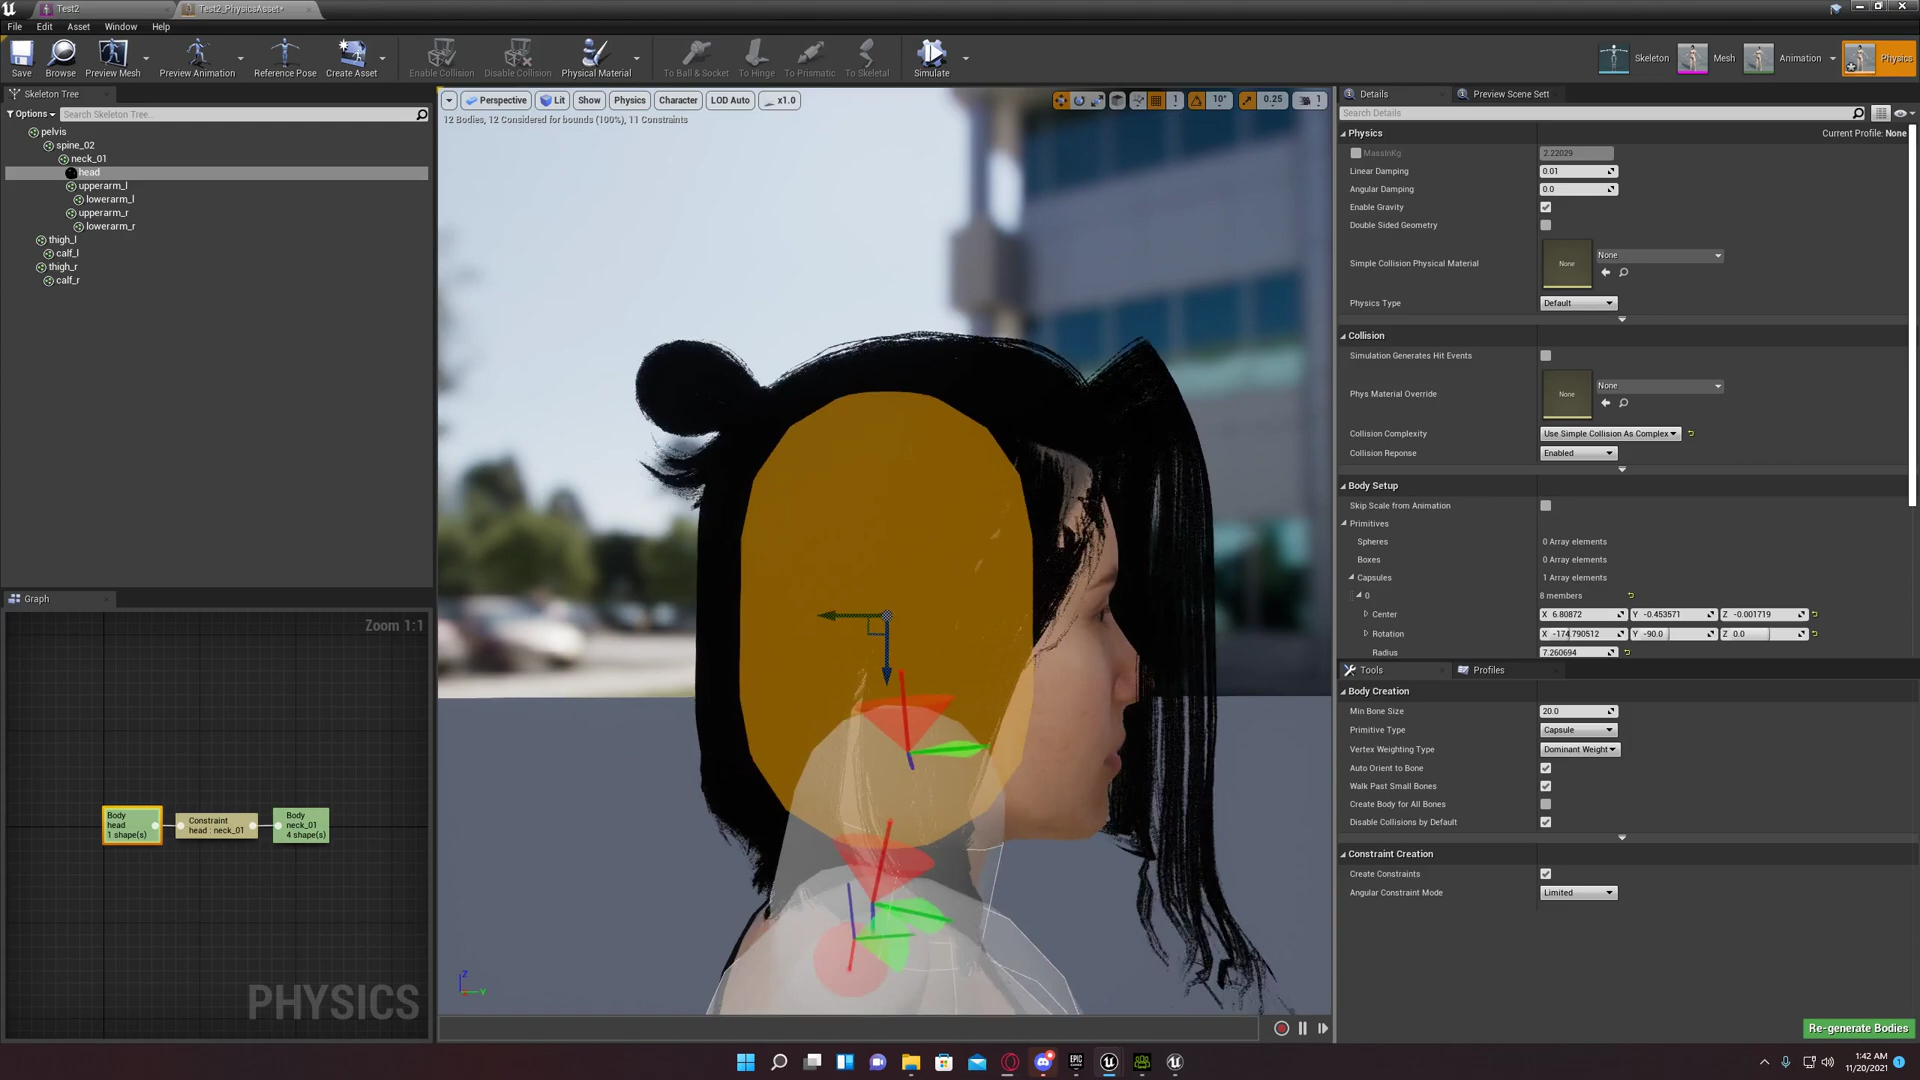 Test2
Test2_PhysicsAsset*
File Edit Asset Window Help
Save
Browse
Preview Mesh
Preview Animation
Reference Pose
Create Asset
Enable Collision
Disable Collision
Physical Material
To Ball & Socket
To Hinge
To Prismatic
To Skeletal
Simulate
Skeleton
Mesh
Animation
Physics
Skeleton Tree
Options
Search Skeleton Tree...
pelvis
spine_02
neck_01
head
upperarm_l
lowerarm_l
upperarm_r
lowerarm_r
thigh_l
calf_l
thigh_r
calf_r
Graph
Zoom 1:1
Body
head
1 shape(s)
Constraint
head : neck_01
Body
neck_01
4 shape(s)
PHYSICS
Perspective
Lit
Show
Physics
Character
LOD Auto
x1.0
1
10°
0.25
1
12 Bodies, 12 Considered for bounds (100%), 11 Constraints
Z
Y
Details
Preview Scene Sett
Search Details
Physics
Current Profile: None
MassInKg 2.22029
Linear Damping 0.01
Angular Damping 0.0
Enable Gravity
Double Sided Geometry
Simple Collision Physical Material None None
Physics Type Default
Collision
Simulation Generates Hit Events
Phys Material Override None None
Collision Complexity Use Simple Collision As Complex
Collision Reponse Enabled
Body Setup
Skip Scale from Animation
Primitives
Spheres 0 Array elements
Boxes 0 Array elements
Capsules 1 Array elements
0 8 members
Center X 6.80872 Y -0.453571 Z -0.001719
Rotation X -174.790512 Y -90.0 Z 0.0
Radius 7.260694
Tools
Profiles
Body Creation
Min Bone Size 20.0
Primitive Type Capsule
Vertex Weighting Type Dominant Weight
Auto Orient to Bone
Walk Past Small Bones
Create Body for All Bones
Disable Collisions by Default
Constraint Creation
Create Constraints
Angular Constraint Mode Limited
Re-generate Bodies
EPIC
1:42 AM
11/20/2021
1